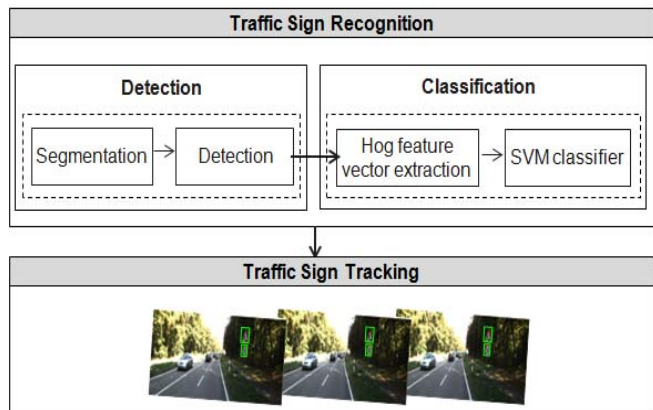 Traffic Sign Recognition
Detection
Classification
Segmentation
Detection
Hog feature
vector extraction
SVM classifier
Traffic Sign Tracking